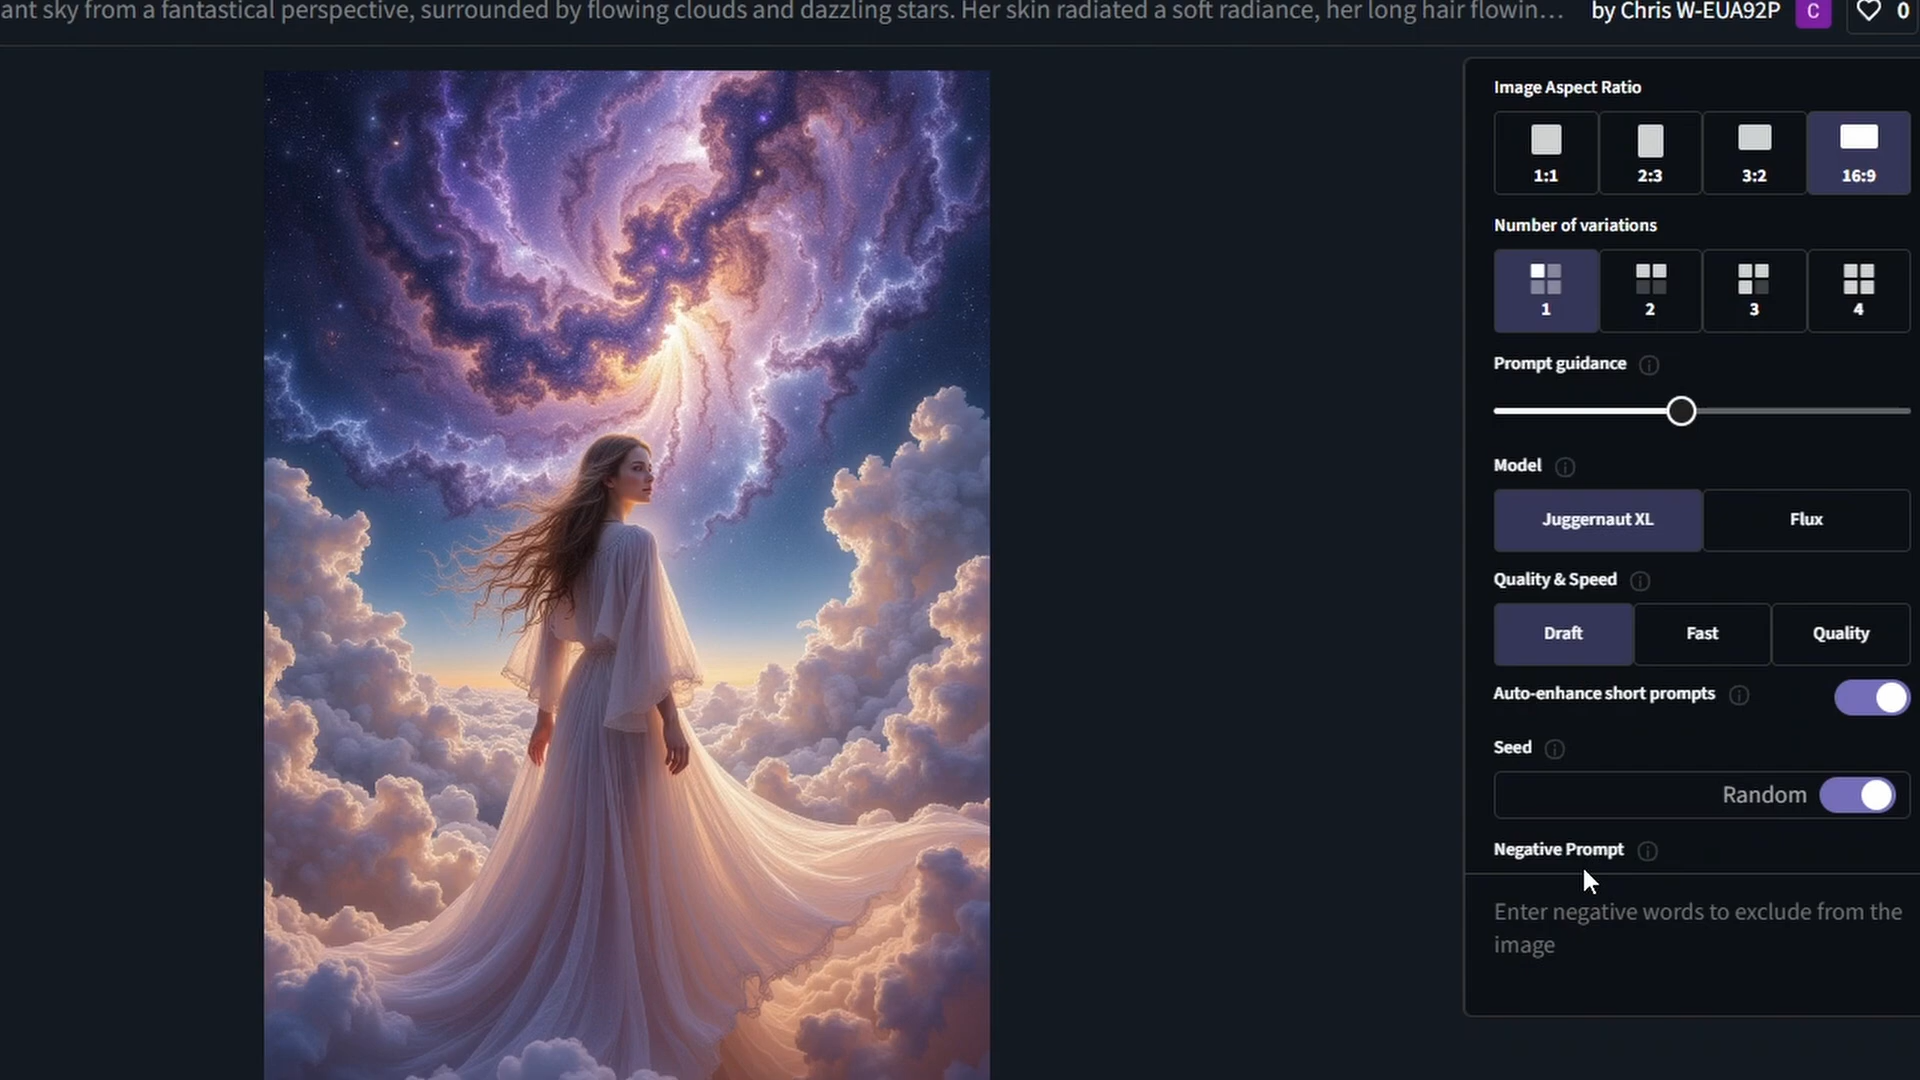 ant sky from a fantastical perspective, surrounded by flowing clouds and dazzling stars. Her skin radiated a soft radiance, her long hair flowin… by Chris W-EUA92P C 0
Image Aspect Ratio
1:1 2:3 3:2 16:9
Number of variations
1 2 3 4
Prompt guidance
Model
Juggernaut XL Flux
Quality & Speed
Draft Fast Quality
Auto-enhance short prompts
Seed
Random
Negative Prompt
Enter negative words to exclude from the
image